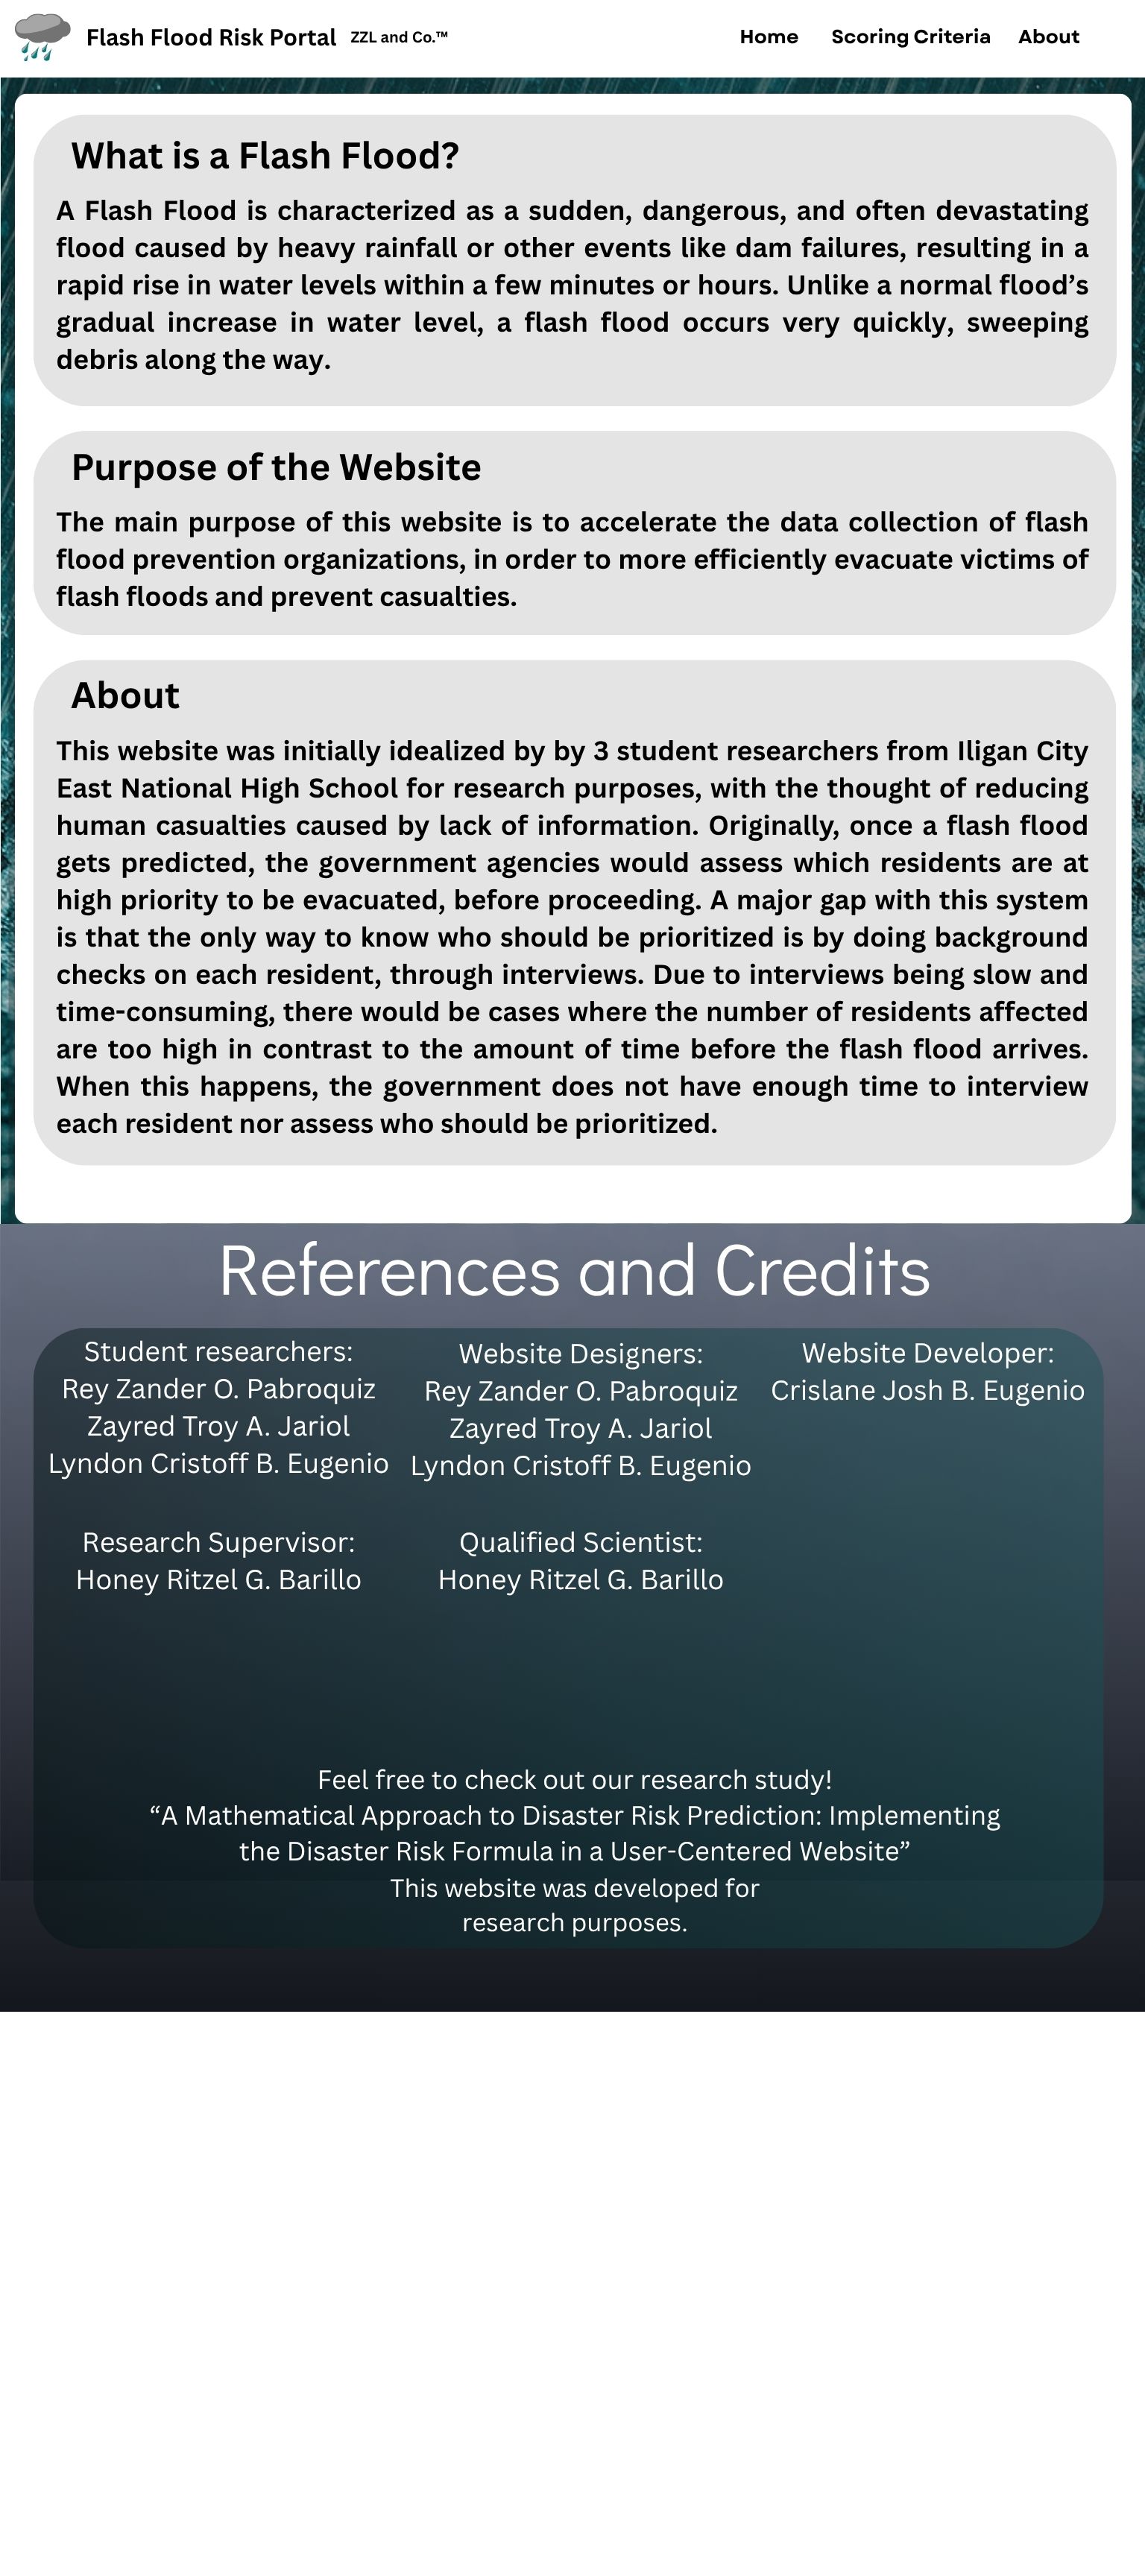 Flash Flood Risk Portal ZZL and Co.™
Home Scoring Criteria About
What is a Flash Flood?
A Flash Flood is characterized as a sudden, dangerous, and often devastating
flood caused by heavy rainfall or other events like dam failures, resulting in a
rapid rise in water levels within a few minutes or hours. Unlike a normal flood’s
gradual increase in water level, a flash flood occurs very quickly, sweeping
debris along the way.
Purpose of the Website
The main purpose of this website is to accelerate the data collection of flash
flood prevention organizations, in order to more efficiently evacuate victims of
flash floods and prevent casualties.
About
This website was initially idealized by by 3 student researchers from Iligan City
East National High School for research purposes, with the thought of reducing
human casualties caused by lack of information. Originally, once a flash flood
gets predicted, the government agencies would assess which residents are at
high priority to be evacuated, before proceeding. A major gap with this system
is that the only way to know who should be prioritized is by doing background
checks on each resident, through interviews. Due to interviews being slow and
time-consuming, there would be cases where the number of residents affected
are too high in contrast to the amount of time before the flash flood arrives.
When this happens, the government does not have enough time to interview
each resident nor assess who should be prioritized.
References and Credits
Student researchers:
Rey Zander O. Pabroquiz
Zayred Troy A. Jariol
Lyndon Cristoff B. Eugenio
Website Designers:
Rey Zander O. Pabroquiz
Zayred Troy A. Jariol
Lyndon Cristoff B. Eugenio
Website Developer:
Crislane Josh B. Eugenio
Research Supervisor:
Honey Ritzel G. Barillo
Qualified Scientist:
Honey Ritzel G. Barillo
Feel free to check out our research study!
“A Mathematical Approach to Disaster Risk Prediction: Implementing
the Disaster Risk Formula in a User-Centered Website”
This website was developed for
research purposes.